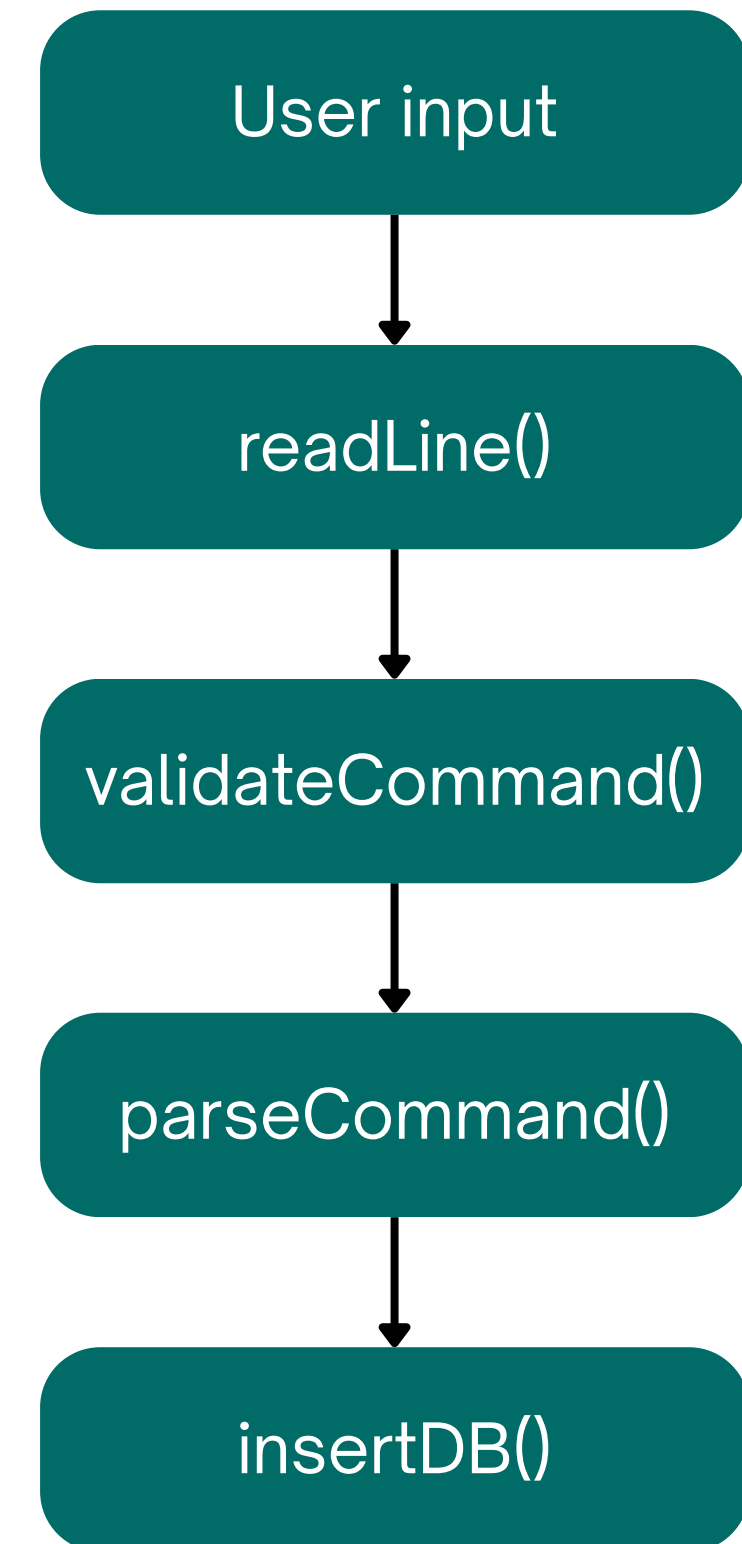 User input
readLine()
validateCommand()
parseCommand()
insertDB()